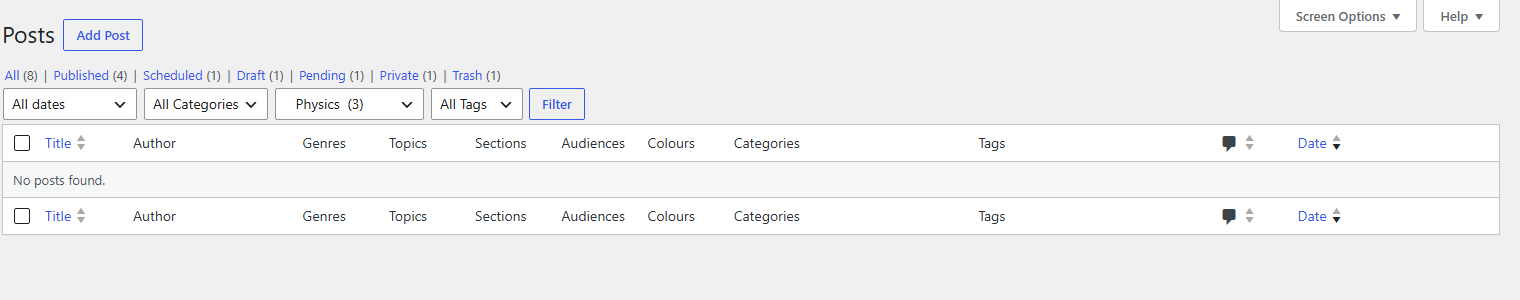 Screen Options Help
Posts Add Post
All (8) | Published (4) | Scheduled (1) | Draft (1) | Pending (1) | Private (1) | Trash (1)
All dates All Categories Physics (3) All Tags Filter
Title Author Genres Topics Sections Audiences Colours Categories Tags Date
No posts found.
Title Author Genres Topics Sections Audiences Colours Categories Tags Date